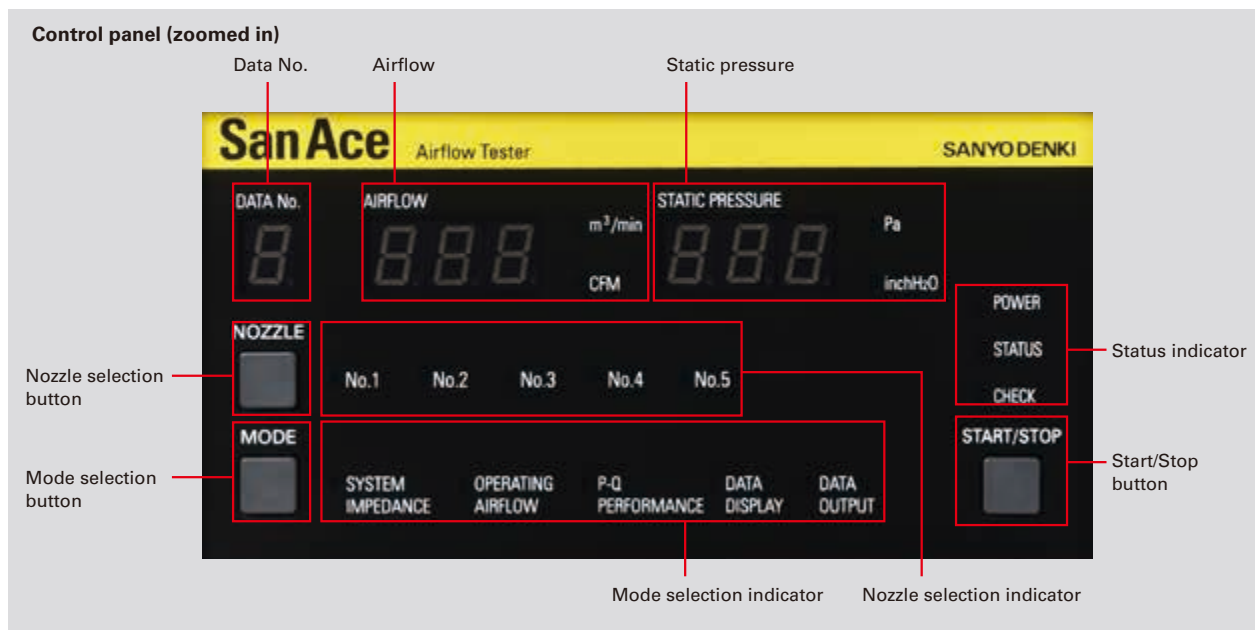 Control panel (zoomed in)
Data No.
Airflow
Static pressure
San Ace Airflow Tester
SANYO DENKI
DATA No.
AIRFLOW
m³/min
CFM
STATIC PRESSURE
Pa
inchH₂O
POWER
STATUS
CHECK
Status indicator
NOZZLE
Nozzle selection
button
No.1
No.2
No.3
No.4
No.5
MODE
Mode selection
button
SYSTEM
IMPEDANCE
OPERATING
AIRFLOW
P-Q
PERFORMANCE
DATA
DISPLAY
DATA
OUTPUT
START/STOP
Start/Stop
button
Mode selection indicator
Nozzle selection indicator